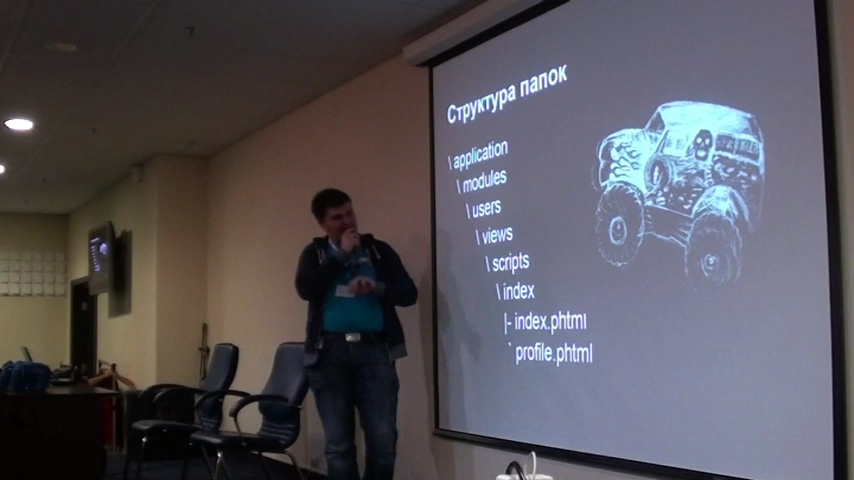 Структура папок
\ application
\ modules
\ users
\ views
\ scripts
\ index
|- index.phtml
` profile.phtml